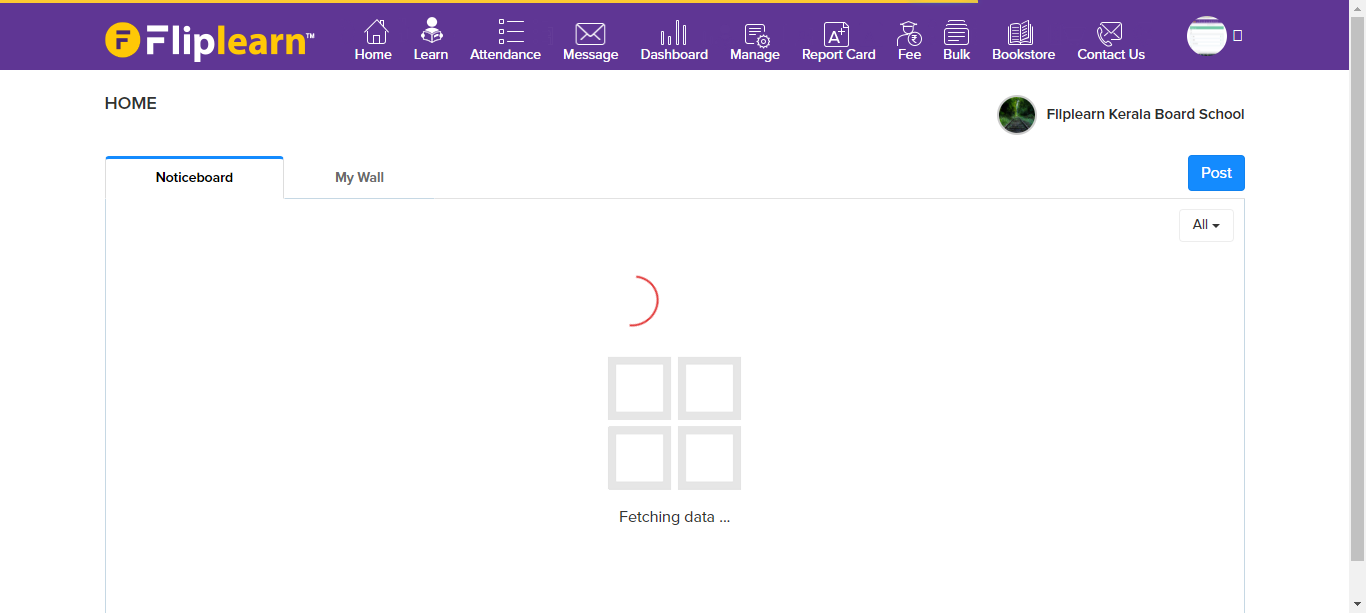 Fliplearn™
Home Learn Attendance Message Dashboard Manage Report Card Fee Bulk Bookstore Contact Us
HOME
Fliplearn Kerala Board School
Noticeboard My Wall Post
All
Fetching data ...